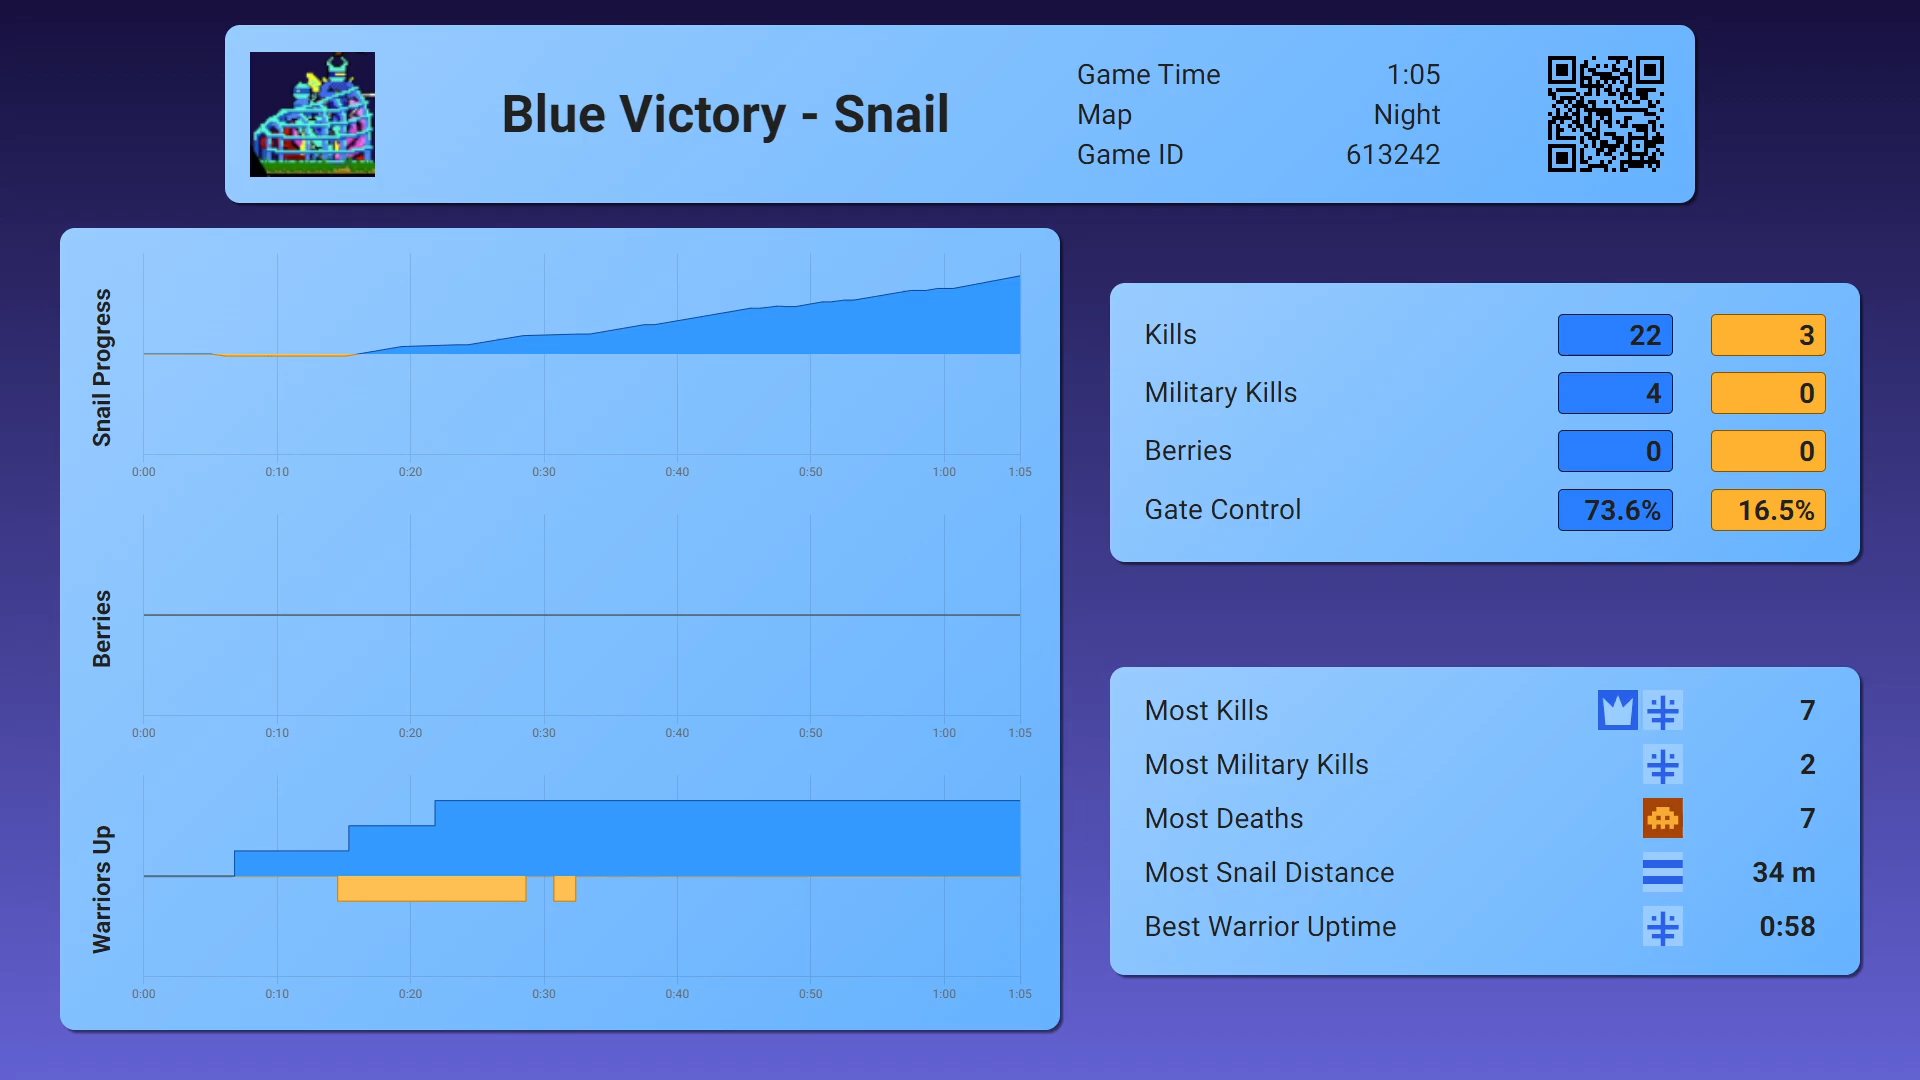 Blue Victory - Snail
Game Time 1:05
Map Night
Game ID 613242
Snail Progress
0:00 0:10 0:20 0:30 0:40 0:50 1:00 1:05
Berries
0:00 0:10 0:20 0:30 0:40 0:50 1:00 1:05
Warriors Up
0:00 0:10 0:20 0:30 0:40 0:50 1:00 1:05
Kills 22 3
Military Kills 4 0
Berries 0 0
Gate Control 73.6% 16.5%
Most Kills 7
Most Military Kills 2
Most Deaths 7
Most Snail Distance 34 m
Best Warrior Uptime 0:58